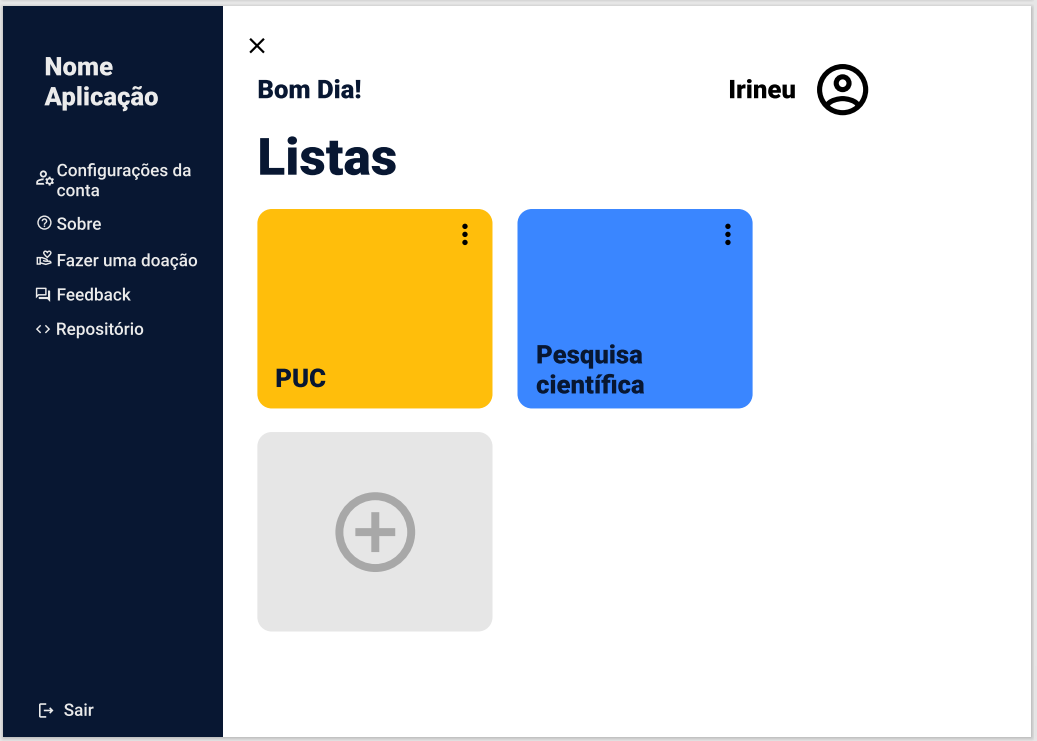 Nome
Aplicação
Configurações da
conta
Sobre
Fazer uma doação
Feedback
Repositório
Sair
Bom Dia!
Irineu
Listas
PUC
Pesquisa
científica